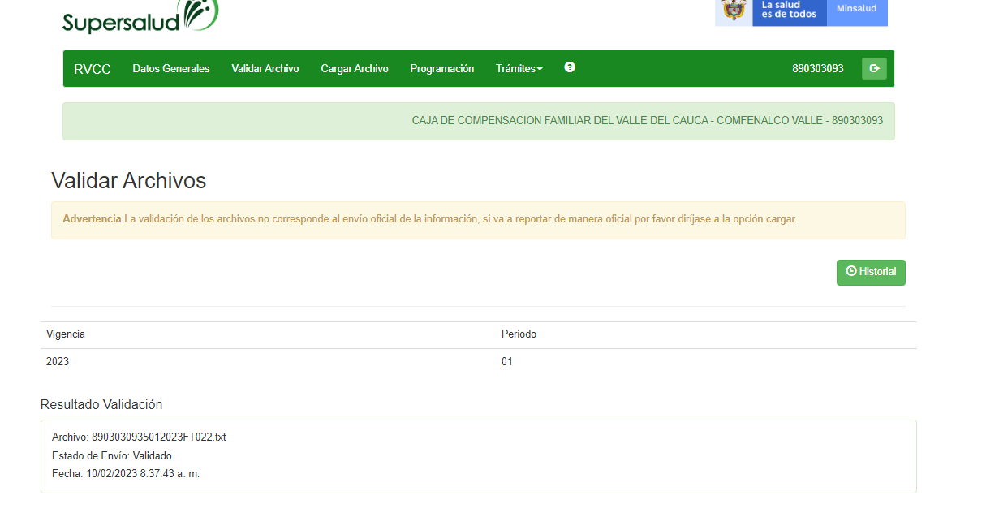 Supersalud
La salud
es de todos
Minsalud
RVCC Datos Generales Validar Archivo Cargar Archivo Programación Trámites ? 890303093
CAJA DE COMPENSACION FAMILIAR DEL VALLE DEL CAUCA - COMFENALCO VALLE - 890303093
Validar Archivos
Advertencia La validación de los archivos no corresponde al envío oficial de la información, si va a reportar de manera oficial por favor diríjase a la opción cargar.
Historial
Vigencia Periodo
2023 01
Resultado Validación
Archivo: 8903030935012023FT022.txt
Estado de Envío: Validado
Fecha: 10/02/2023 8:37:43 a. m.